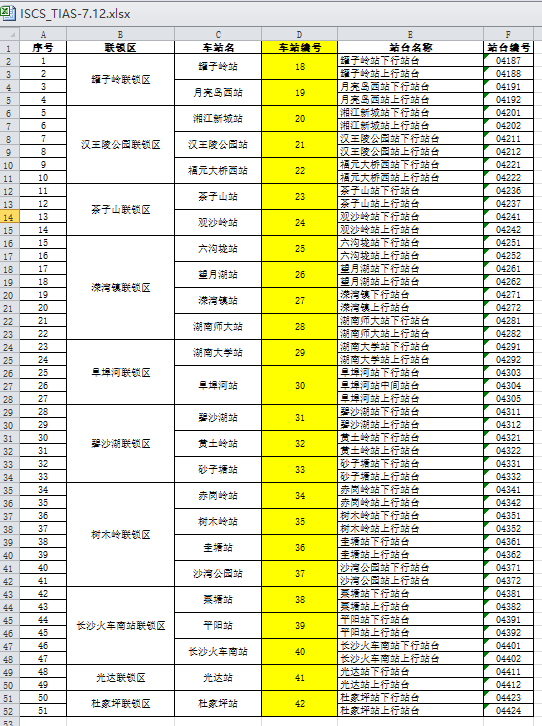 ISCS_TIAS-7.12.xlsx
A B C D E F
1 序号 联锁区 车站名 车站编号 站台名称 站台编号
2 1 罐子岭联锁区 罐子岭站 18 罐子岭站下行站台 04187
3 2 罐子岭站上行站台 04188
4 3 月亮岛西站 19 月亮岛西站下行站台 04191
5 4 月亮岛西站上行站台 04192
6 5 汉王陵公园联锁区 湘江新城站 20 湘江新城站下行站台 04201
7 6 湘江新城站上行站台 04202
8 7 汉王陵公园站 21 汉王陵公园站下行站台 04211
9 8 汉王陵公园站上行站台 04212
10 9 福元大桥西站 22 福元大桥西站下行站台 04221
11 10 福元大桥西站上行站台 04222
12 11 茶子山联锁区 茶子山站 23 茶子山站下行站台 04236
13 12 茶子山站上行站台 04237
14 13 观沙岭站 24 观沙岭站下行站台 04241
15 14 观沙岭站上行站台 04242
16 15 溁湾镇联锁区 六沟垅站 25 六沟垅站下行站台 04251
17 16 六沟垅站上行站台 04252
18 17 望月湖站 26 望月湖站下行站台 04261
19 18 望月湖站上行站台 04262
20 19 溁湾镇站 27 溁湾镇下行站台 04271
21 20 溁湾镇上行站台 04272
22 21 阜埠河联锁区 湖南师大站 28 湖南师大站下行站台 04281
23 22 湖南师大站上行站台 04282
24 23 湖南大学站 29 湖南大学下行站台 04291
25 24 湖南大学站上行站台 04292
26 25 阜埠河站 30 阜埠河站下行站台 04303
27 26 阜埠河站中间站台 04304
28 27 阜埠河站上行站台 04305
29 28 碧沙湖联锁区 碧沙湖站 31 碧沙湖站下行站台 04311
30 29 碧沙湖站上行站台 04312
31 30 黄土岭站 32 黄土岭站下行站台 04321
32 31 黄土岭站上行站台 04322
33 32 砂子塘站 33 砂子塘站下行站台 04331
34 33 砂子塘站上行站台 04332
35 34 树木岭联锁区 赤岗岭站 34 赤岗岭站下行站台 04341
36 35 赤岗岭站上行站台 04342
37 36 树木岭站 35 树木岭站下行站台 04351
38 37 树木岭站上行站台 04352
39 38 圭塘站 36 圭塘站下行站台 04361
40 39 圭塘站上行站台 04362
41 40 沙湾公园站 37 沙湾公园站下行站台 04371
42 41 沙湾公园站上行站台 04372
43 42 长沙火车南站联锁区 粟塘站 38 粟塘站下行站台 04381
44 43 粟塘站上行站台 04382
45 44 平阳站 39 平阳站下行站台 04391
46 45 平阳站上行站台 04392
47 46 长沙火车南站 40 长沙火车南站下行站台 04401
48 47 长沙火车南站上行站台 04402
49 48 光达联锁区 光达站 41 光达站下行站台 04411
50 49 光达站上行站台 04412
51 50 杜家坪联锁区 杜家坪站 42 杜家坪站下行站台 04423
52 51 杜家坪站上行站台 04424
53